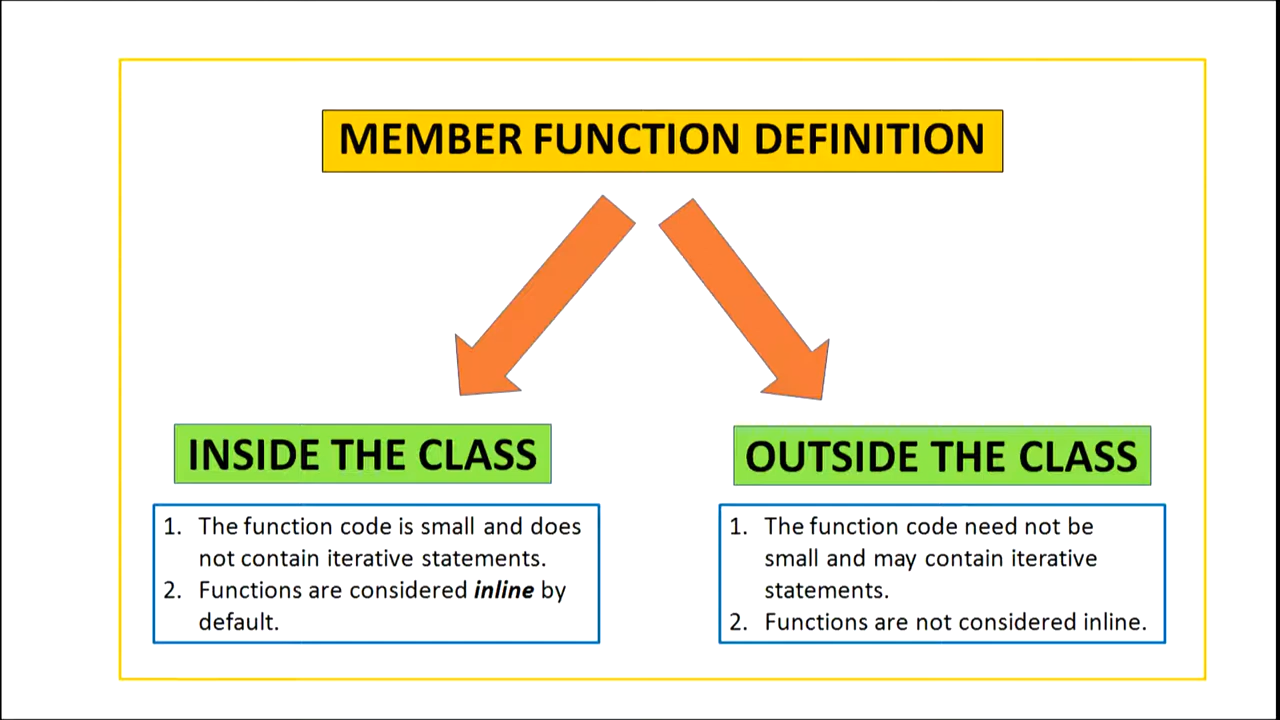 MEMBER FUNCTION DEFINITION
INSIDE THE CLASS
1. The function code is small and does
not contain iterative statements.
2. Functions are considered inline by
default.
OUTSIDE THE CLASS
1. The function code need not be
small and may contain iterative
statements.
2. Functions are not considered inline.